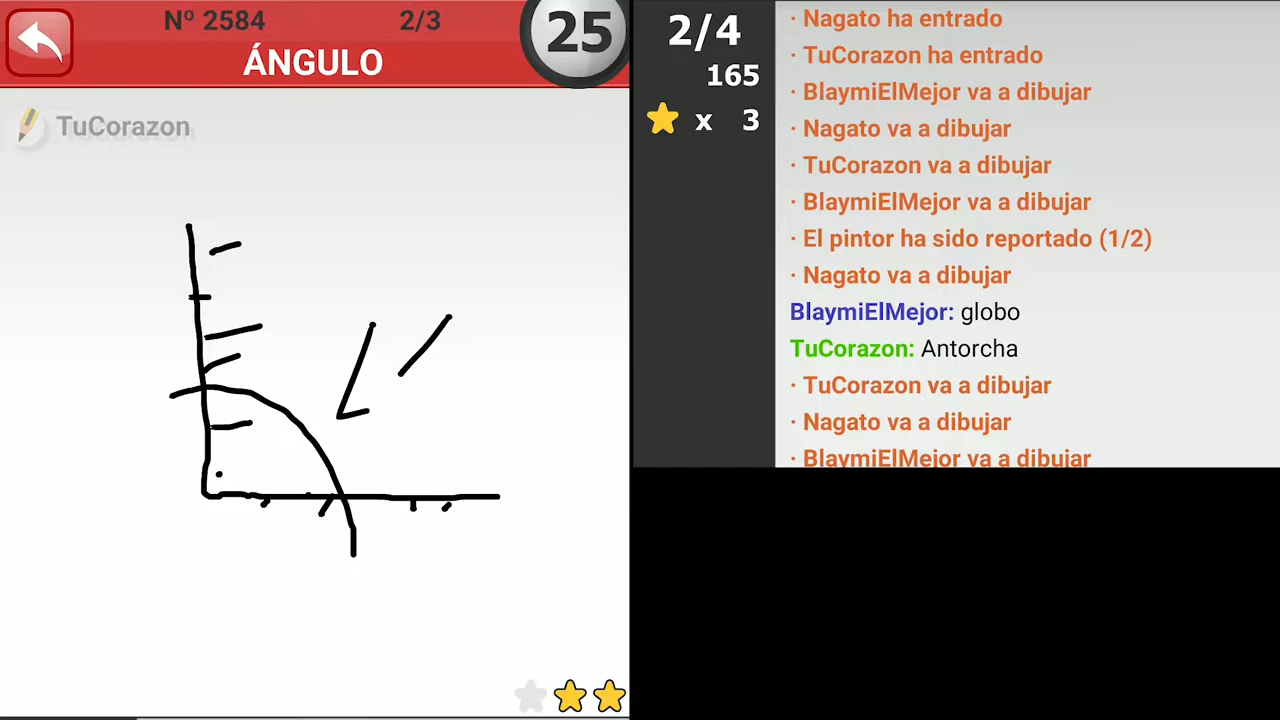 Nº 2584
2/3
25
ÁNGULO
TuCorazon
2/4
165
x 3
· Nagato ha entrado
· TuCorazon ha entrado
· BlaymiElMejor va a dibujar
· Nagato va a dibujar
· TuCorazon va a dibujar
· BlaymiElMejor va a dibujar
· El pintor ha sido reportado (1/2)
· Nagato va a dibujar
BlaymiElMejor: globo
TuCorazon: Antorcha
· TuCorazon va a dibujar
· Nagato va a dibujar
· BlaymiElMejor va a dibujar